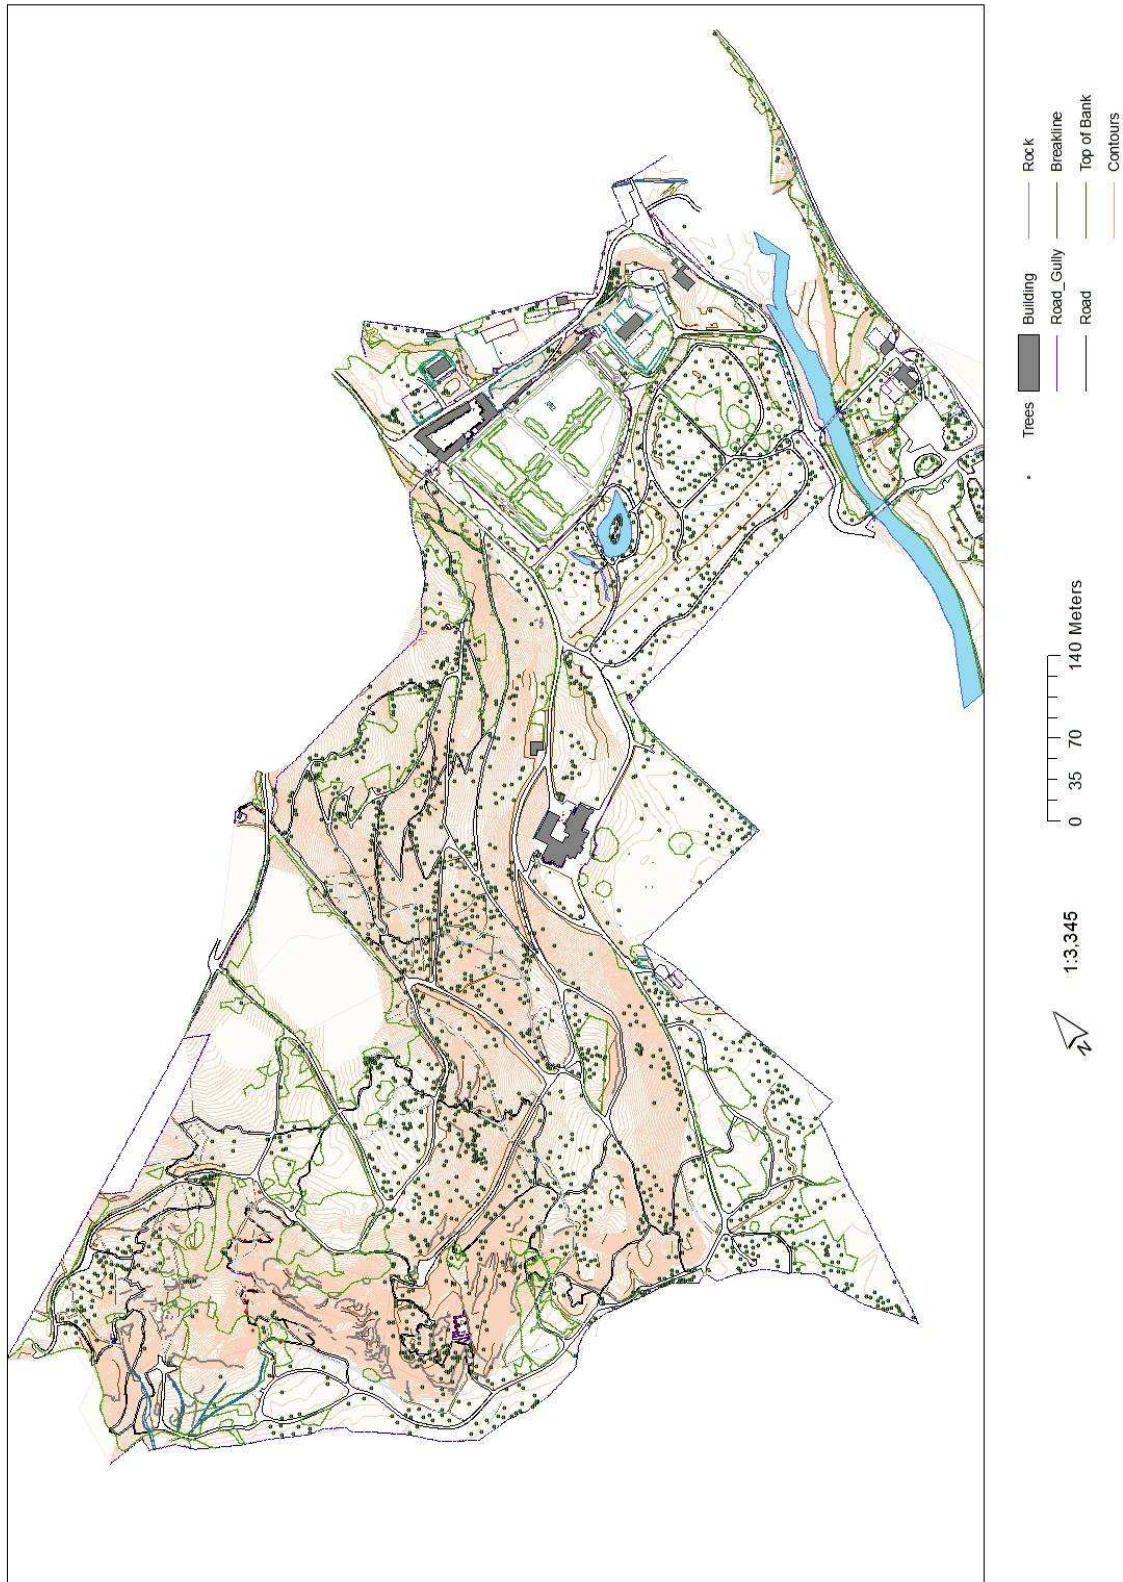 Trees
Building
Rock
Road_Gully
Breakline
Road
Top of Bank
Contours
0 35 70 140 Meters
1:3,345
N